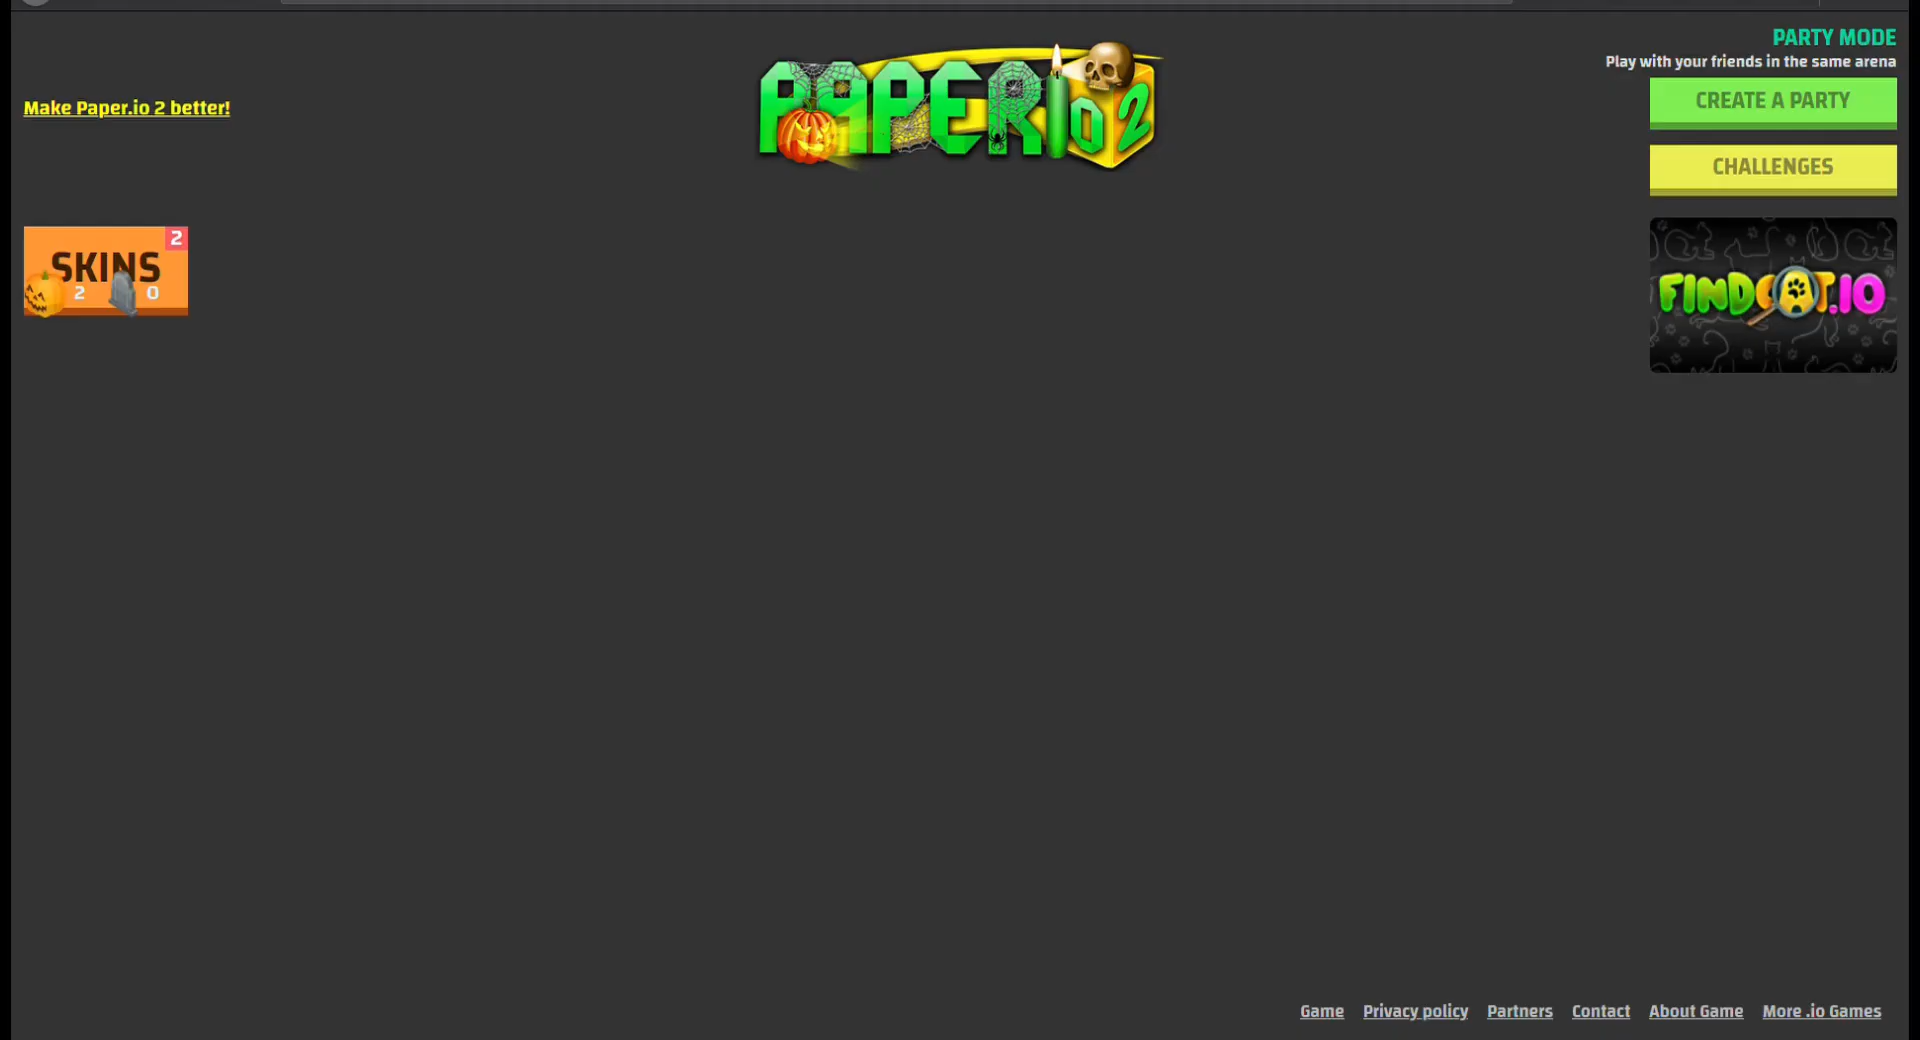 PARTY MODE
Play with your friends in the same arena
CREATE A PARTY
CHALLENGES
Make Paper.io 2 better!
PAPER IO 2
SKINS
2
2 0
FINDCAT.IO
Game Privacy policy Partners Contact About Game More .io Games